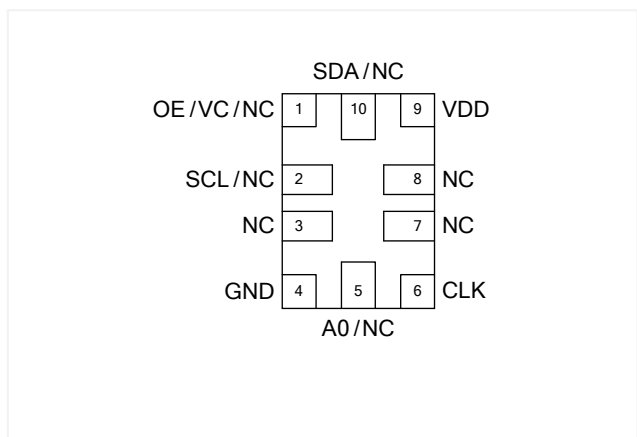 SDA/NC
OE/VC/NC 1 10 9 VDD
SCL/NC 2 8 NC
NC 3 7 NC
GND 4 5 6 CLK
A0/NC